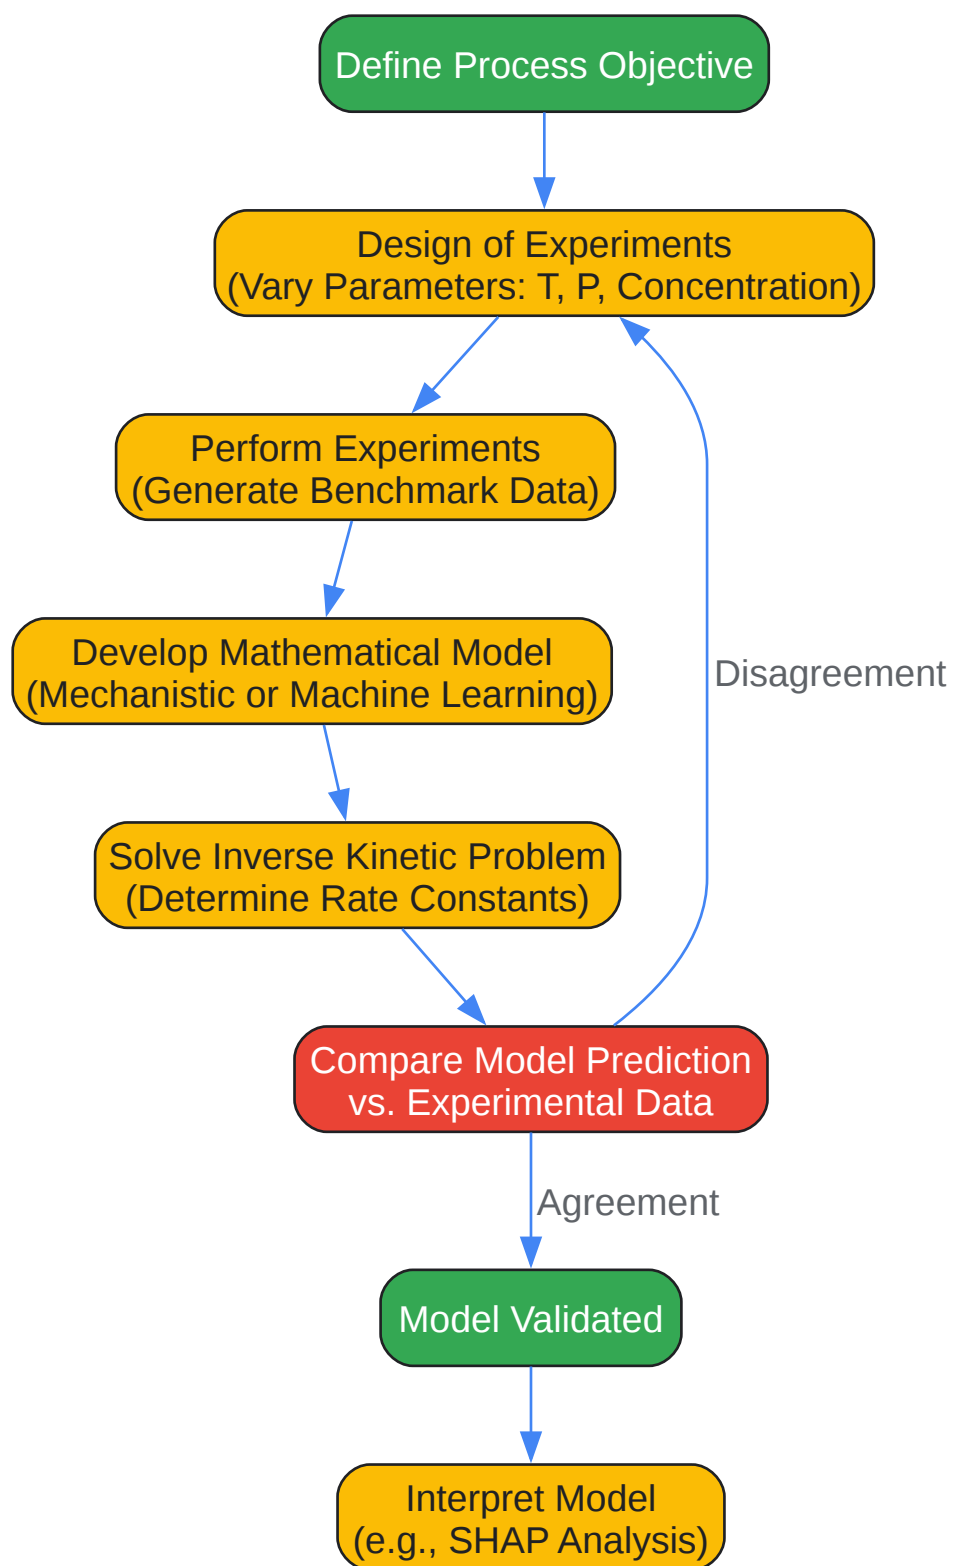 Define Process Objective
Design of Experiments
(Vary Parameters: T, P, Concentration)
Perform Experiments
(Generate Benchmark Data)
Develop Mathematical Model
(Mechanistic or Machine Learning)
Disagreement
Solve Inverse Kinetic Problem
(Determine Rate Constants)
Compare Model Prediction
vs. Experimental Data
Agreement
Model Validated
Interpret Model
(e.g., SHAP Analysis)